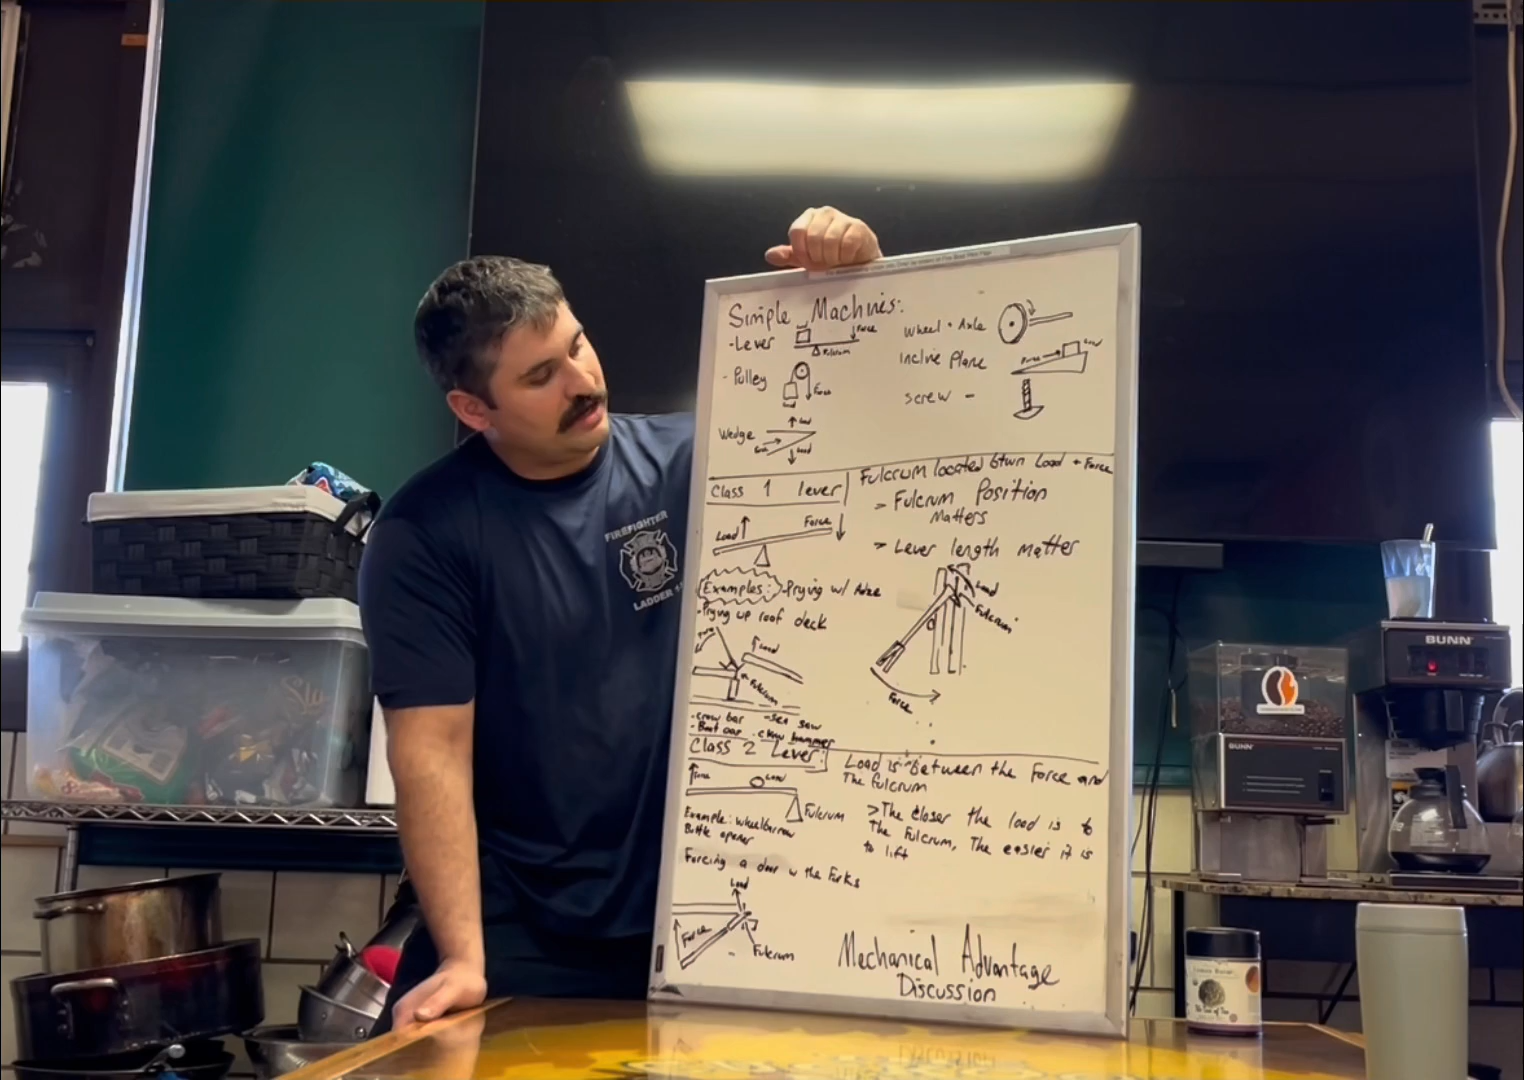 Simple Machines:
-Lever
Force
Fulcrum
- Pulley
Force
Load
Wedge
Load
Force
Load
Wheel + Axle
Incline Plane
Force
Load
Screw -
Class 1 lever
Fulcrum located btwn Load + Force
> Fulcrum Position
Matters
> Lever length matter
Load
Force
Examples: -Prying w/ Adze
-Prying up roof deck
Load
Fulcrum
Load
Fulcrum
Force
-crow bar
-see saw
-Boat oar
-claw hammer
Class 2 Lever:
Load is Between the Force and
The Fulcrum
Force
Load
Fulcrum
>The closer the load is to
The Fulcrum, The easier it is
to lift
Example: wheelbarrow
Bottle opener
Forcing a door w the Forks
Load
Force
Fulcrum
Mechanical Advantage
Discussion
FIREFIGHTER
LADDER
BUNN
BUNN